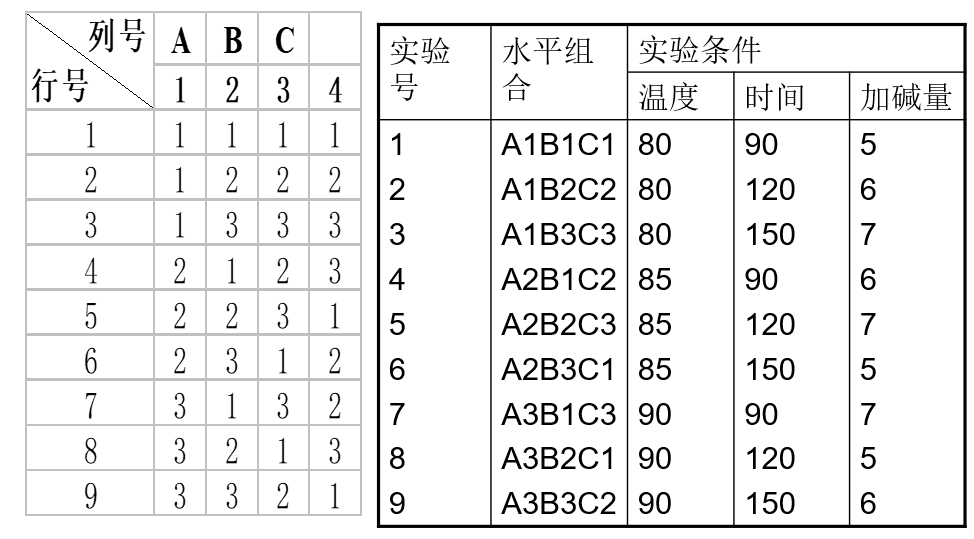 列号 A B C
行号 1 2 3 4
1 1 1 1 1
2 1 2 2 2
3 1 3 3 3
4 2 1 2 3
5 2 2 3 1
6 2 3 1 2
7 3 1 3 2
8 3 2 1 3
9 3 3 2 1
实验号 水平组合 实验条件
温度 时间 加碱量
1 A1B1C1 80 90 5
2 A1B2C2 80 120 6
3 A1B3C3 80 150 7
4 A2B1C2 85 90 6
5 A2B2C3 85 120 7
6 A2B3C1 85 150 5
7 A3B1C3 90 90 7
8 A3B2C1 90 120 5
9 A3B3C2 90 150 6